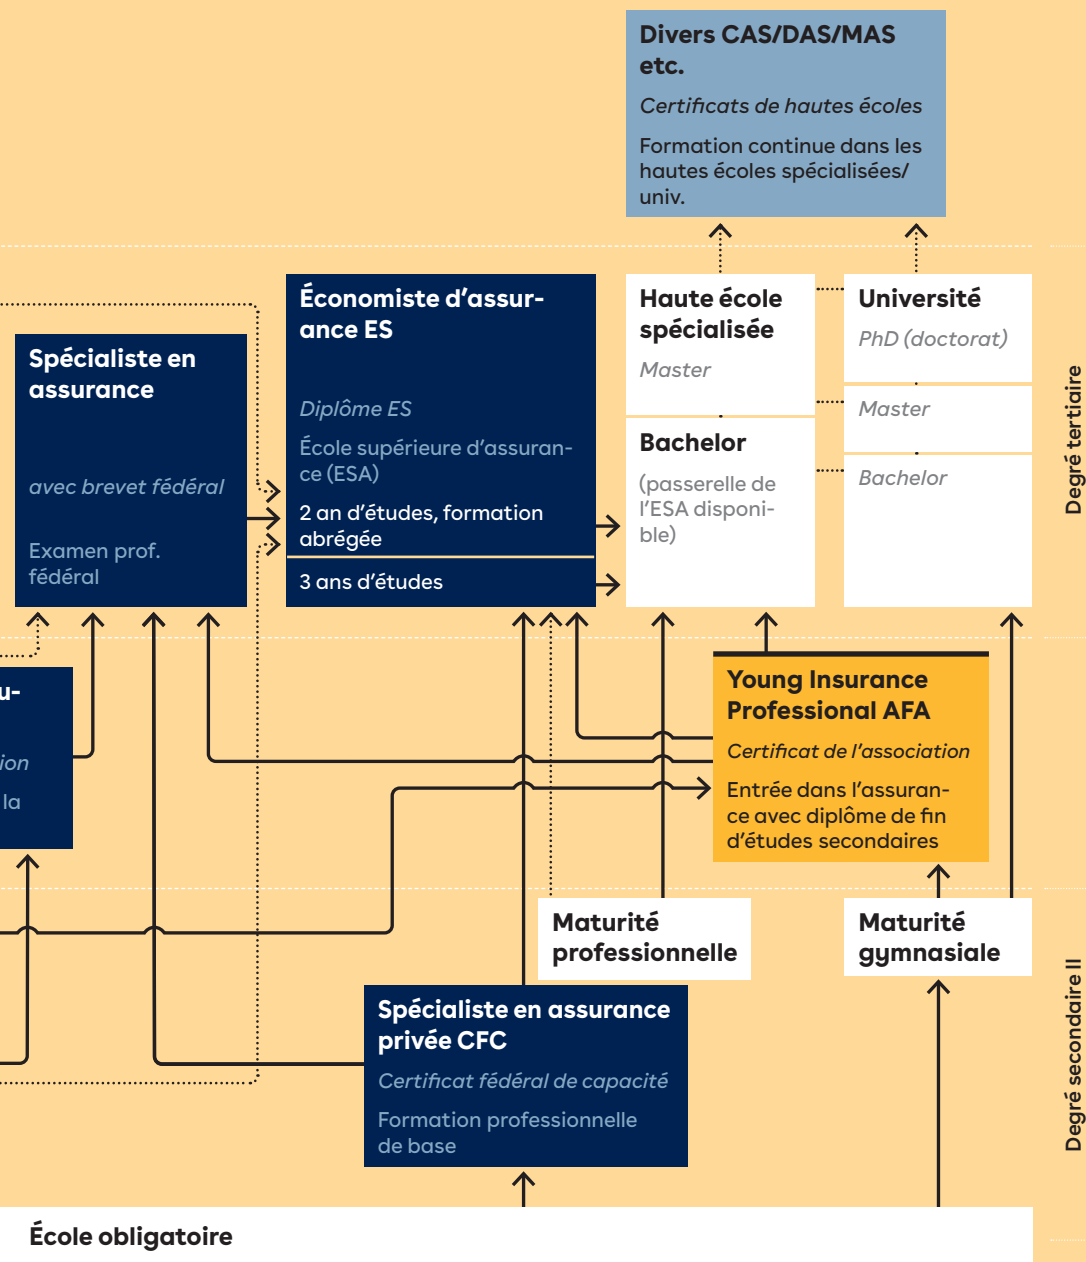 Divers CAS/DAS/MAS
etc.
Certificats de hautes écoles
Formation continue dans les
hautes écoles spécialisées/
univ.
Économiste d’assur-
ance ES
Diplôme ES
École supérieure d’assuran-
ce (ESA)
2 an d’études, formation
abrégée
3 ans d’études
Haute école
spécialisée
Master
Bachelor
(passerelle de
l’ESA disponi-
ble)
Université
PhD (doctorat)
Master
Bachelor
Spécialiste en
assurance
avec brevet fédéral
Examen prof.
fédéral
Degré tertiaire
u-
ion
la
Young Insurance
Professional AFA
Certificat de l’association
Entrée dans l’assuran-
ce avec diplôme de fin
d’études secondaires
Maturité
professionnelle
Maturité
gymnasiale
Spécialiste en assurance
privée CFC
Certificat fédéral de capacité
Formation professionnelle
de base
Degré secondaire II
École obligatoire